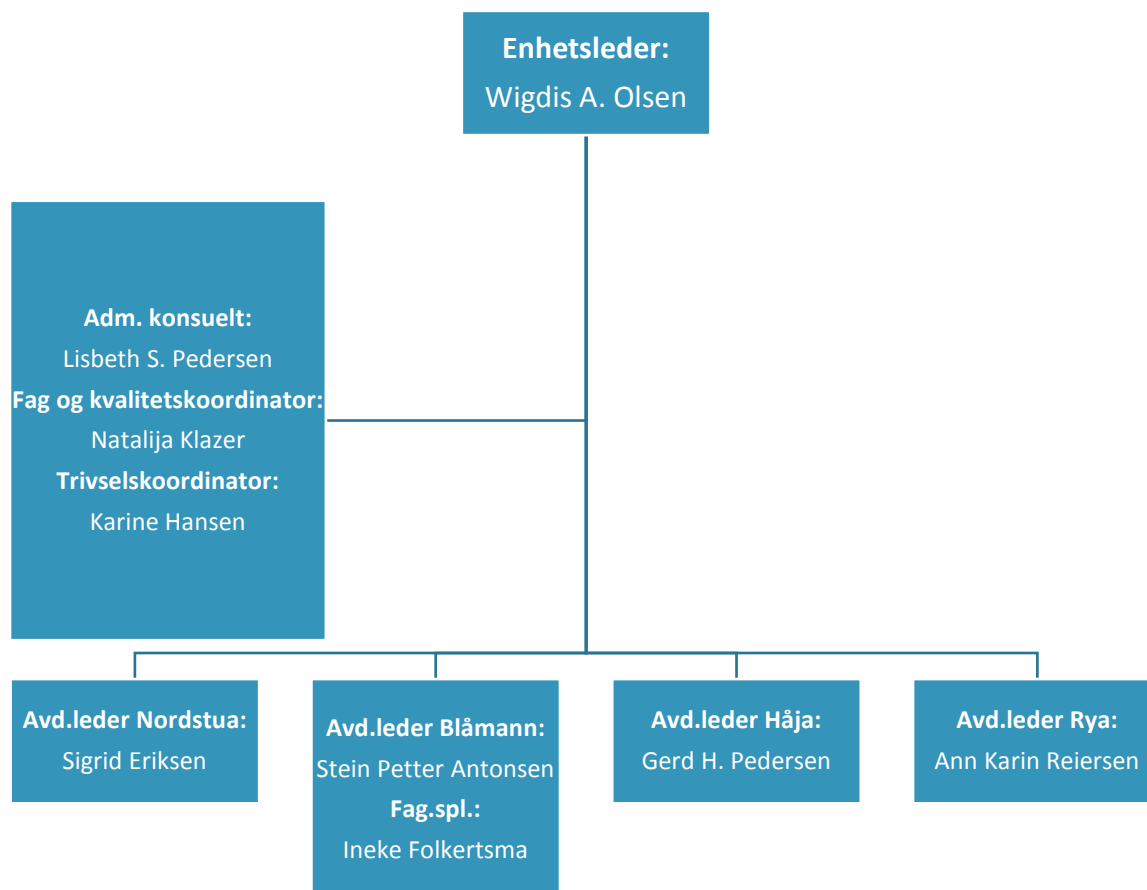 Enhetsleder:
Wigdis A. Olsen
Adm. konsuelt:
Lisbeth S. Pedersen
Fag og kvalitetskoordinator:
Natalija Klazer
Trivselskoordinator:
Karine Hansen
Avd.leder Nordstua:
Sigrid Eriksen
Avd.leder Blåmann:
Stein Petter Antonsen
Fag.spl.:
Ineke Folkertsma
Avd.leder Håja:
Gerd H. Pedersen
Avd.leder Rya:
Ann Karin Reiersen